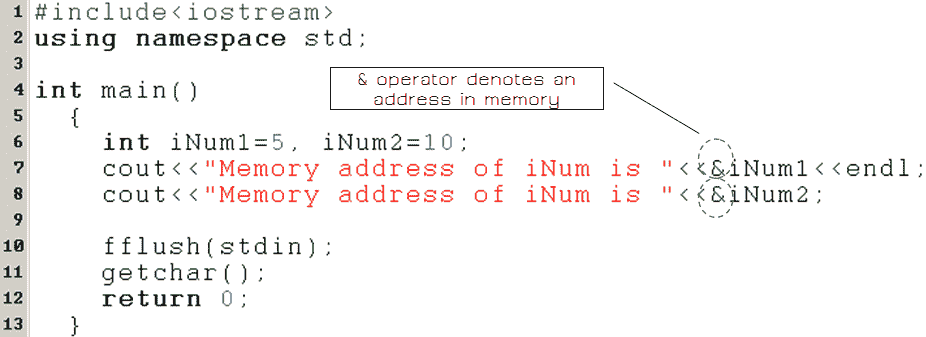 1 #include<iostream>
2 using namespace std;
3
& operator denotes an
address in memory
4 int main()
5 {
6 int iNum1=5, iNum2=10;
7 cout<<"Memory address of iNum is "<<&iNum1<<endl;
8 cout<<"Memory address of iNum is "<<&iNum2;
9
10 fflush(stdin);
11 getchar();
12 return 0;
13 }